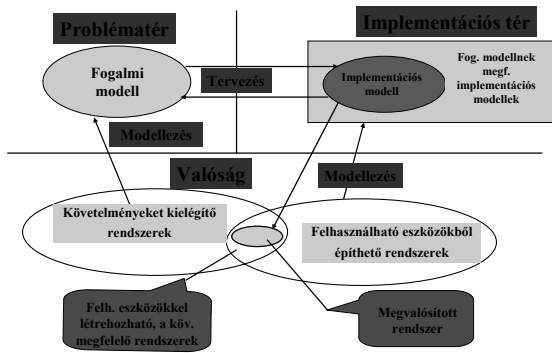 Problématér
Implementációs tér
Fogalmi
modell
Tervezés
Implementációs
modell
Fog. modellnek
megf.
implementációs
modellek
Modellezés
Valóság
Modellezés
Követelményeket kielégítő
rendszerek
Felhasználható eszközökből
építhető rendszerek
Felh. eszközökkel
létrehozható, a köv.
megfelelő rendszerek
Megvalósított
rendszer